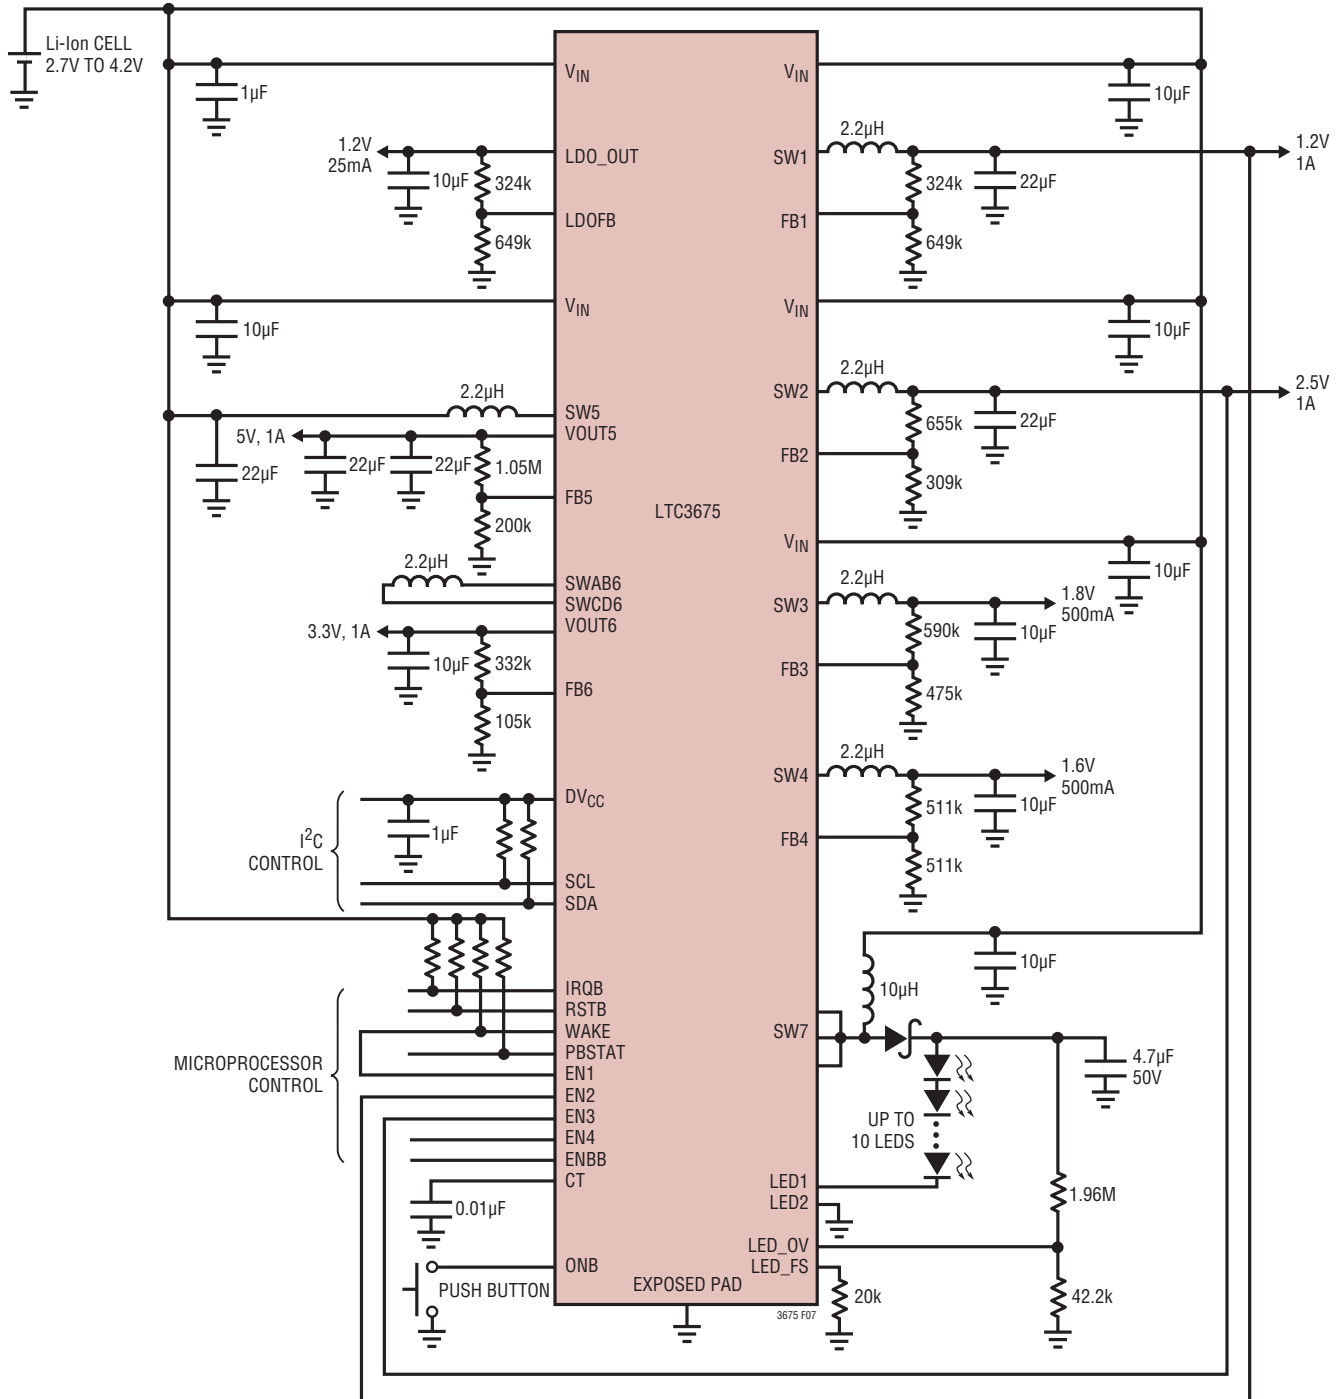 Li-Ion CELL
2.7V TO 4.2V
1µF
VIN
VIN
10µF
1.2V
25mA
10µF
324k
LDO_OUT
LDOFB
649k
2.2µH
SW1
324k
22µF
1.2V
1A
FB1
649k
10µF
VIN
VIN
10µF
2.2µH
SW5
VOUT5
5V, 1A
22µF
22µF
22µF
1.05M
FB5
200k
2.2µH
SW2
655k
22µF
2.5V
1A
FB2
309k
LTC3675
VIN
10µF
2.2µH
SWAB6
SWCD6
VOUT6
3.3V, 1A
10µF
332k
FB6
105k
2.2µH
SW3
590k
10µF
1.8V
500mA
FB3
475k
2.2µH
SW4
511k
10µF
1.6V
500mA
FB4
511k
I2C
CONTROL
DVCC
1µF
SCL
SDA
MICROPROCESSOR
CONTROL
IRQB
RSTB
WAKE
PBSTAT
EN1
EN2
EN3
EN4
ENBB
CT
0.01µF
ONB
PUSH BUTTON
10µF
10µH
SW7
4.7µF
50V
UP TO
10 LEDS
LED1
LED2
1.96M
LED_OV
LED_FS
20k
42.2k
EXPOSED PAD
3675 F07